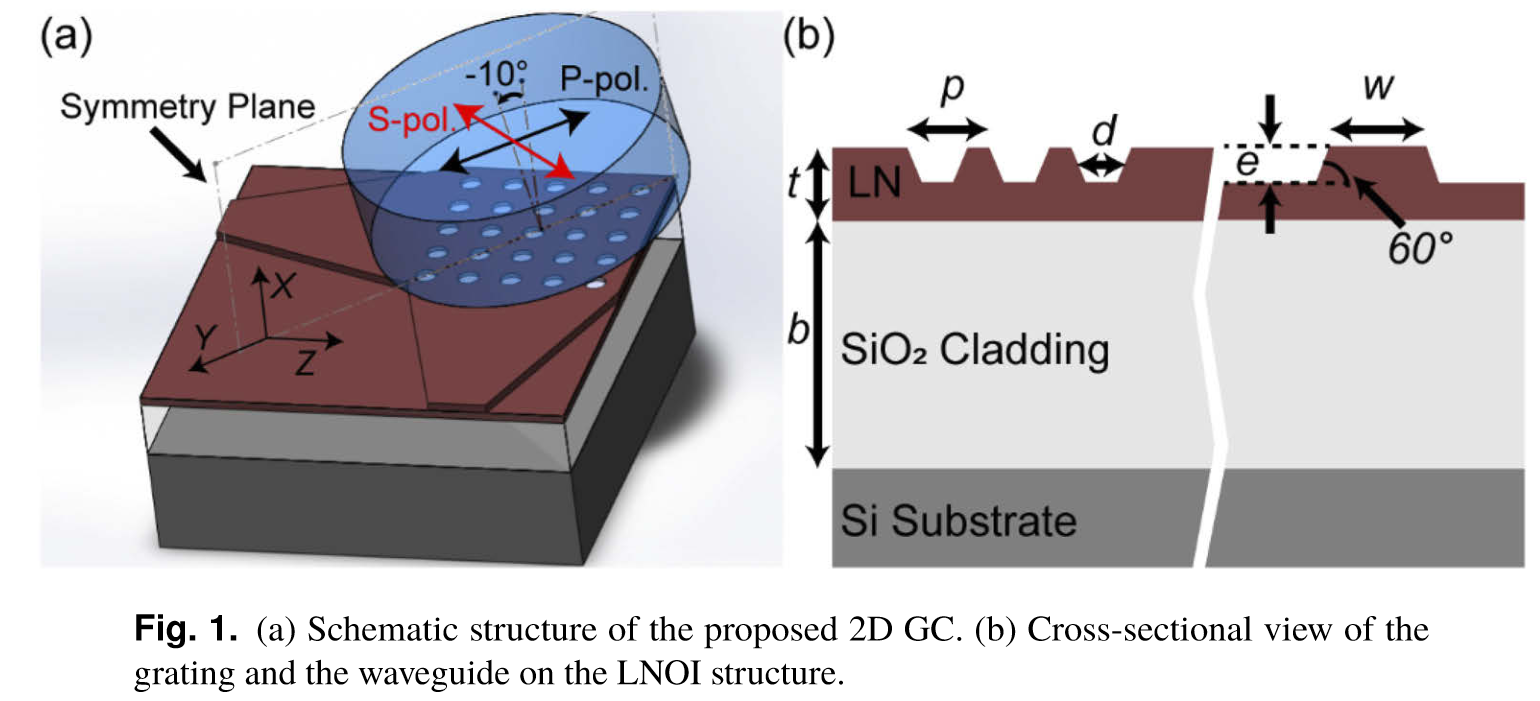 (a)
Symmetry Plane
-10°
P-pol.
S-pol.
X
Y
Z
(b)
p
d
w
t
LN
e
60°
b
SiO₂ Cladding
Si Substrate
Fig. 1. (a) Schematic structure of the proposed 2D GC. (b) Cross-sectional view of the
grating and the waveguide on the LNOI structure.